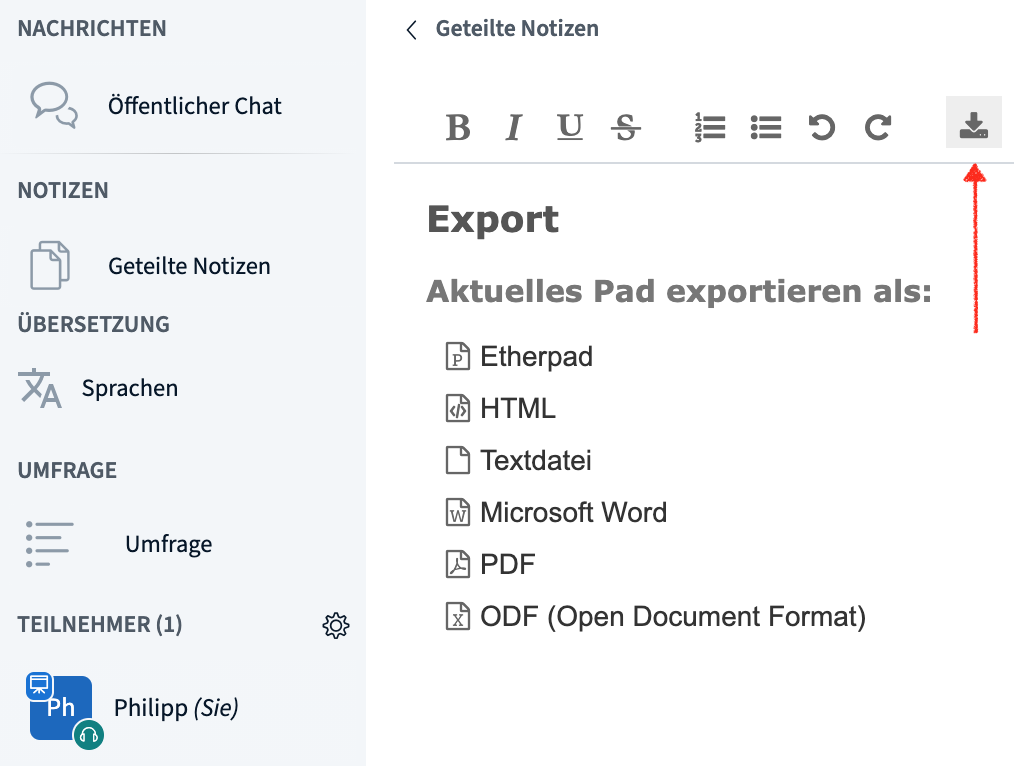 NACHRICHTEN
Öffentlicher Chat
NOTIZEN
Geteilte Notizen
ÜBERSETZUNG
Sprachen
UMFRAGE
Umfrage
TEILNEHMER (1)
Ph
Philipp (Sie)
Geteilte Notizen
B I U S
Export
Aktuelles Pad exportieren als:
Etherpad
HTML
Textdatei
Microsoft Word
PDF
ODF (Open Document Format)